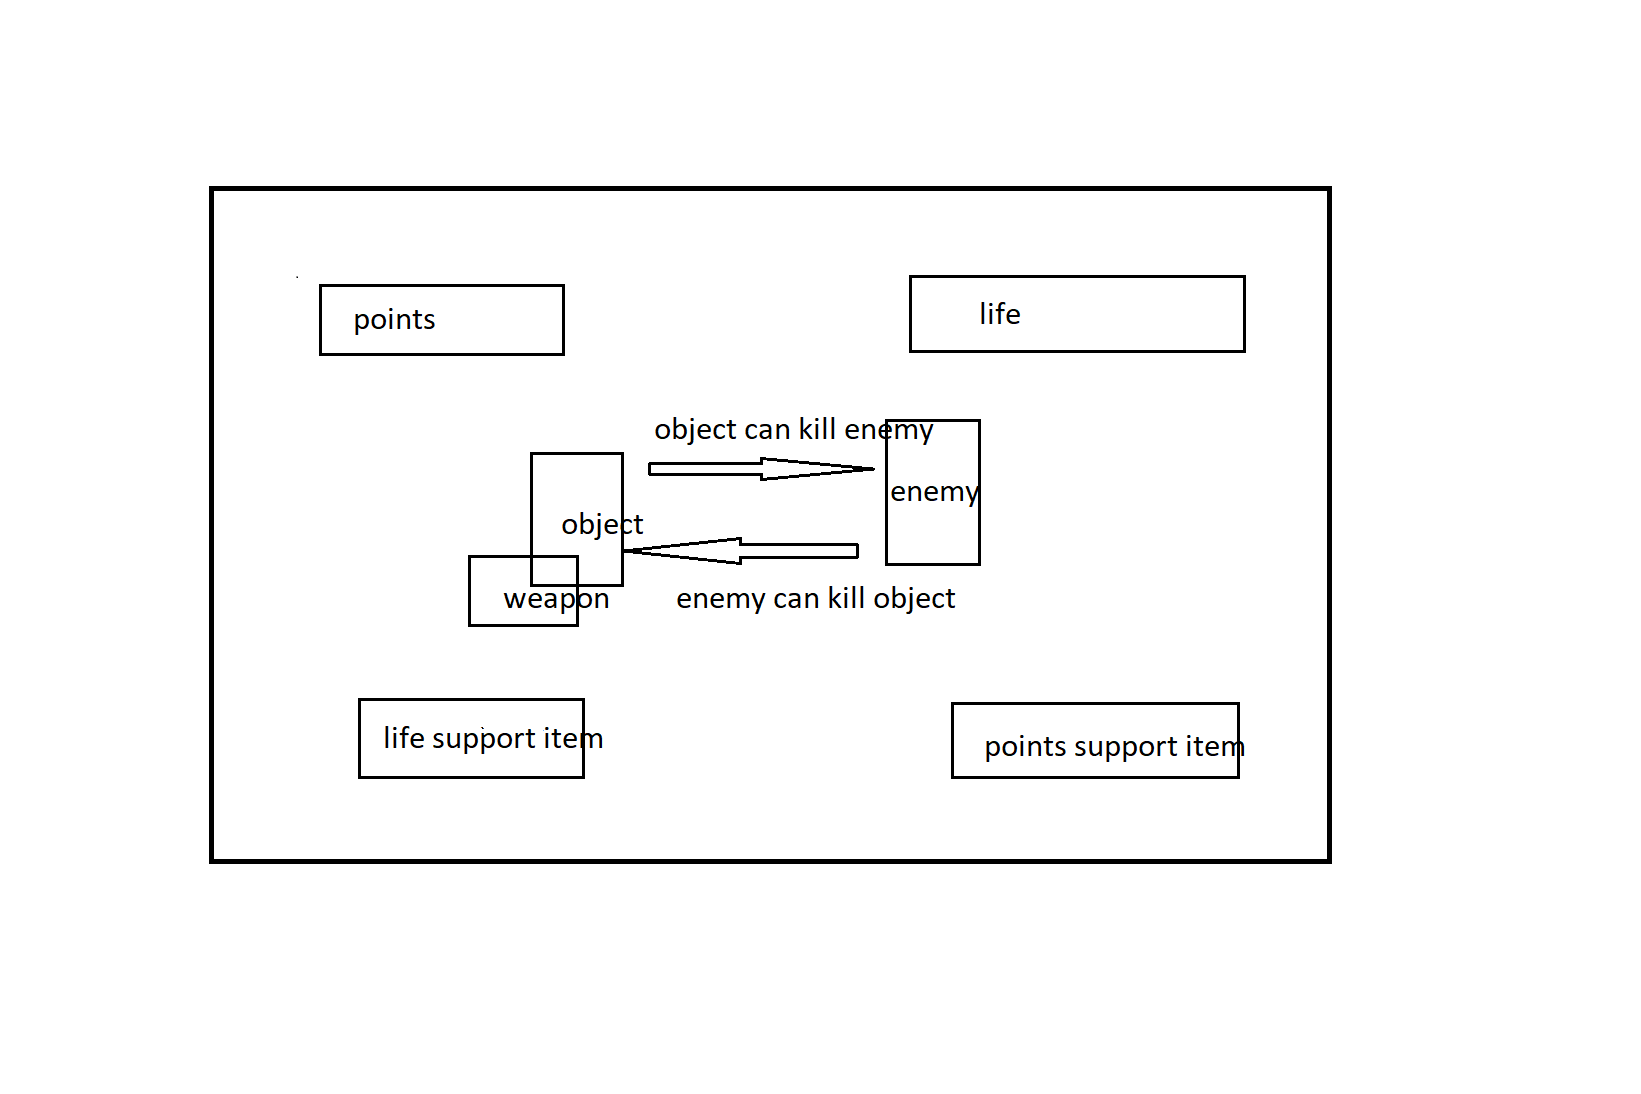 points
life
object can kill enemy
enemy
object
weapon
enemy can kill object
life support item
points support item